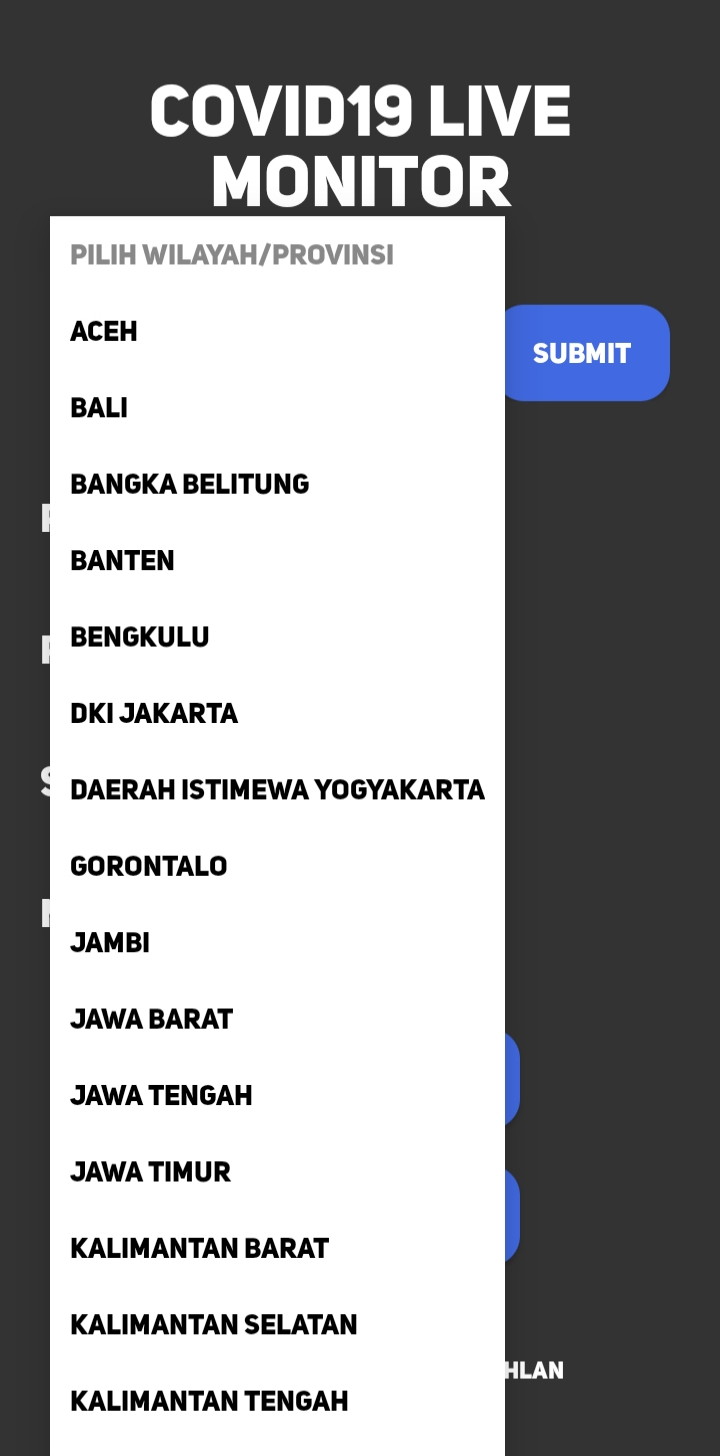 COVID19 LIVE
MONITOR
PILIH WILAYAH/PROVINSI
ACEH
SUBMIT
BALI
BANGKA BELITUNG
BANTEN
BENGKULU
DKI JAKARTA
DAERAH ISTIMEWA YOGYAKARTA
GORONTALO
JAMBI
JAWA BARAT
JAWA TENGAH
JAWA TIMUR
KALIMANTAN BARAT
KALIMANTAN SELATAN
HLAN
KALIMANTAN TENGAH